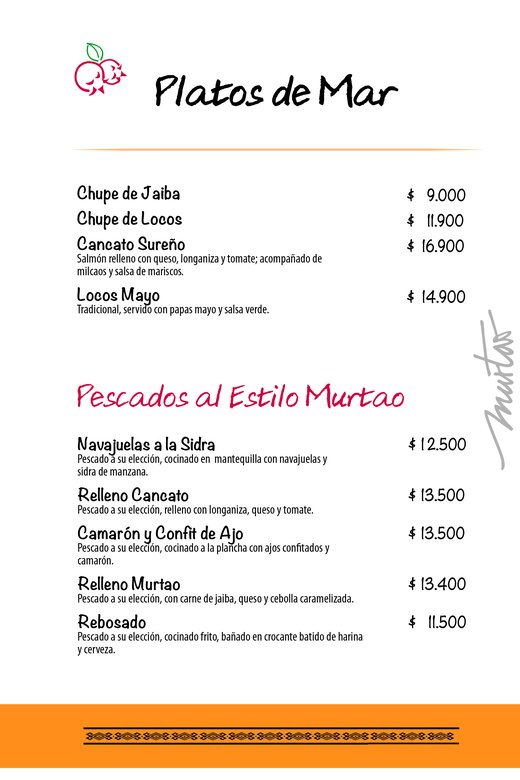 Platos de Mar
Chupe de Jaiba $ 9.000
Chupe de Locos $ 11.900
Cancato Sureño $ 16.900
Salmón relleno con queso, longaniza y tomate; acompañado de
milcaos y salsa de mariscos.
Locos Mayo $ 14.900
Tradicional, servido con papas mayo y salsa verde.
murtao
Pescados al Estilo Murtao
Navajuelas a la Sidra $ 12.500
Pescado a su elección, cocinado en mantequilla con navajuelas y
sidra de manzana.
Relleno Cancato $ 13.500
Pescado a su elección, relleno con longaniza, queso y tomate.
Camarón y Confit de Ajo $ 13.500
Pescado a su elección, cocinado a la plancha con ajos confitados y
camarón.
Relleno Murtao $ 13.400
Pescado a su elección, con carne de jaiba, queso y cebolla caramelizada.
Rebosado $ 11.500
Pescado a su elección, cocinado frito, bañado en crocante batido de harina
y cerveza.